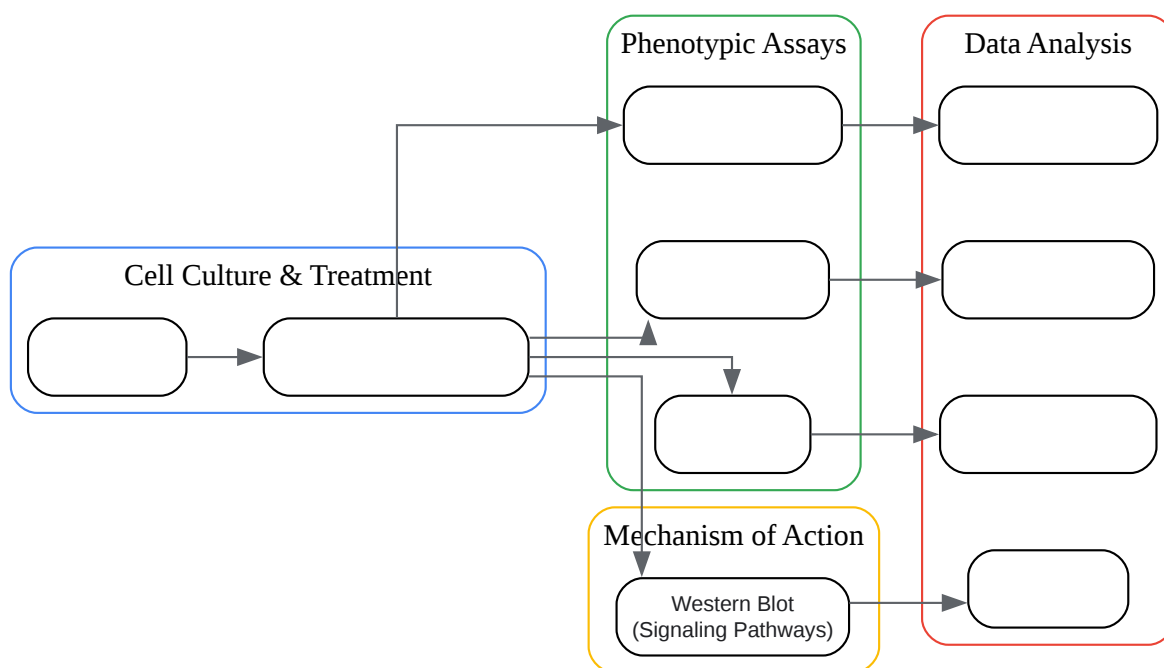 Phenotypic Assays
Data Analysis
Cell Culture & Treatment
Mechanism of Action
Western Blot
(Signaling Pathways)